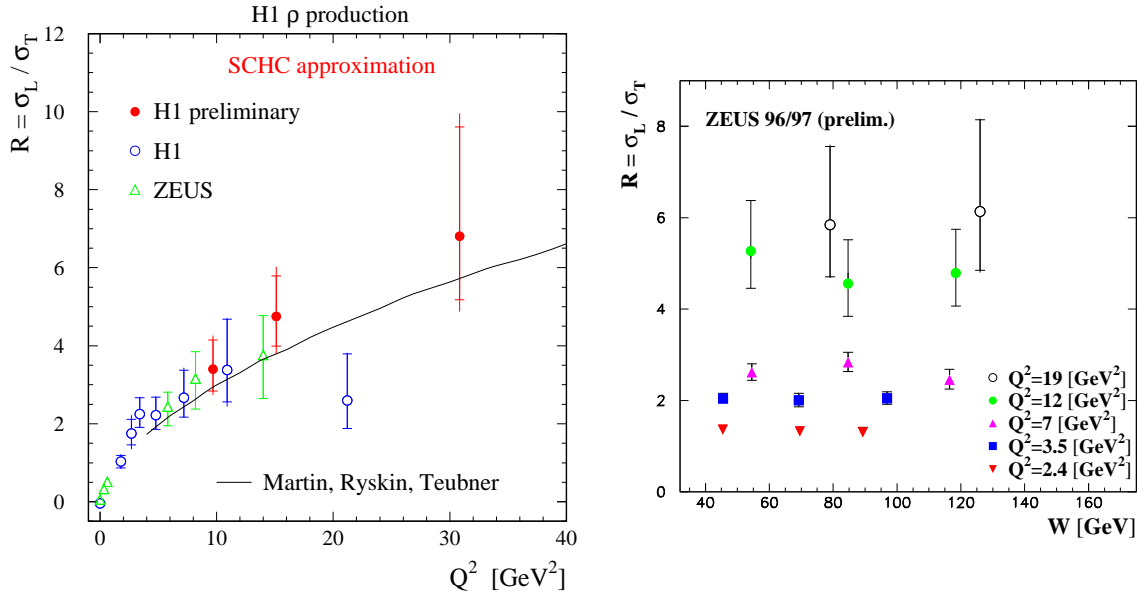 H1 ρ production
R = σL / σT
12
10
8
6
4
2
0
SCHC approximation
H1 preliminary
H1
ZEUS
Martin, Ryskin, Teubner
0 10 20 30 40
Q² [GeV²]
R = σL / σT
8
6
4
2
0
ZEUS 96/97 (prelim.)
Q²=19 [GeV²]
Q²=12 [GeV²]
Q²=7 [GeV²]
Q²=3.5 [GeV²]
Q²=2.4 [GeV²]
40 60 80 100 120 140 160
W [GeV]